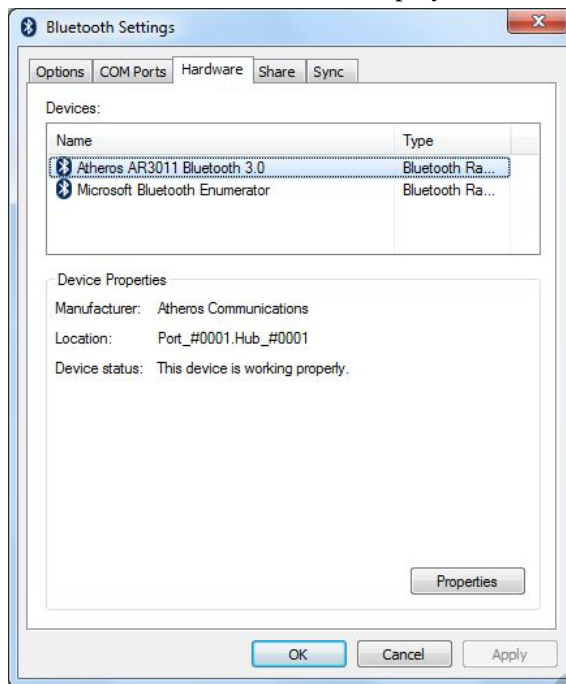 Bluetooth Settings
Options COM Ports Hardware Share Sync
Devices:
Name Type
Atheros AR3011 Bluetooth 3.0 Bluetooth Ra...
Microsoft Bluetooth Enumerator Bluetooth Ra...
Device Properties
Manufacturer: Atheros Communications
Location: Port_#0001.Hub_#0001
Device status: This device is working properly.
Properties
OK Cancel Apply